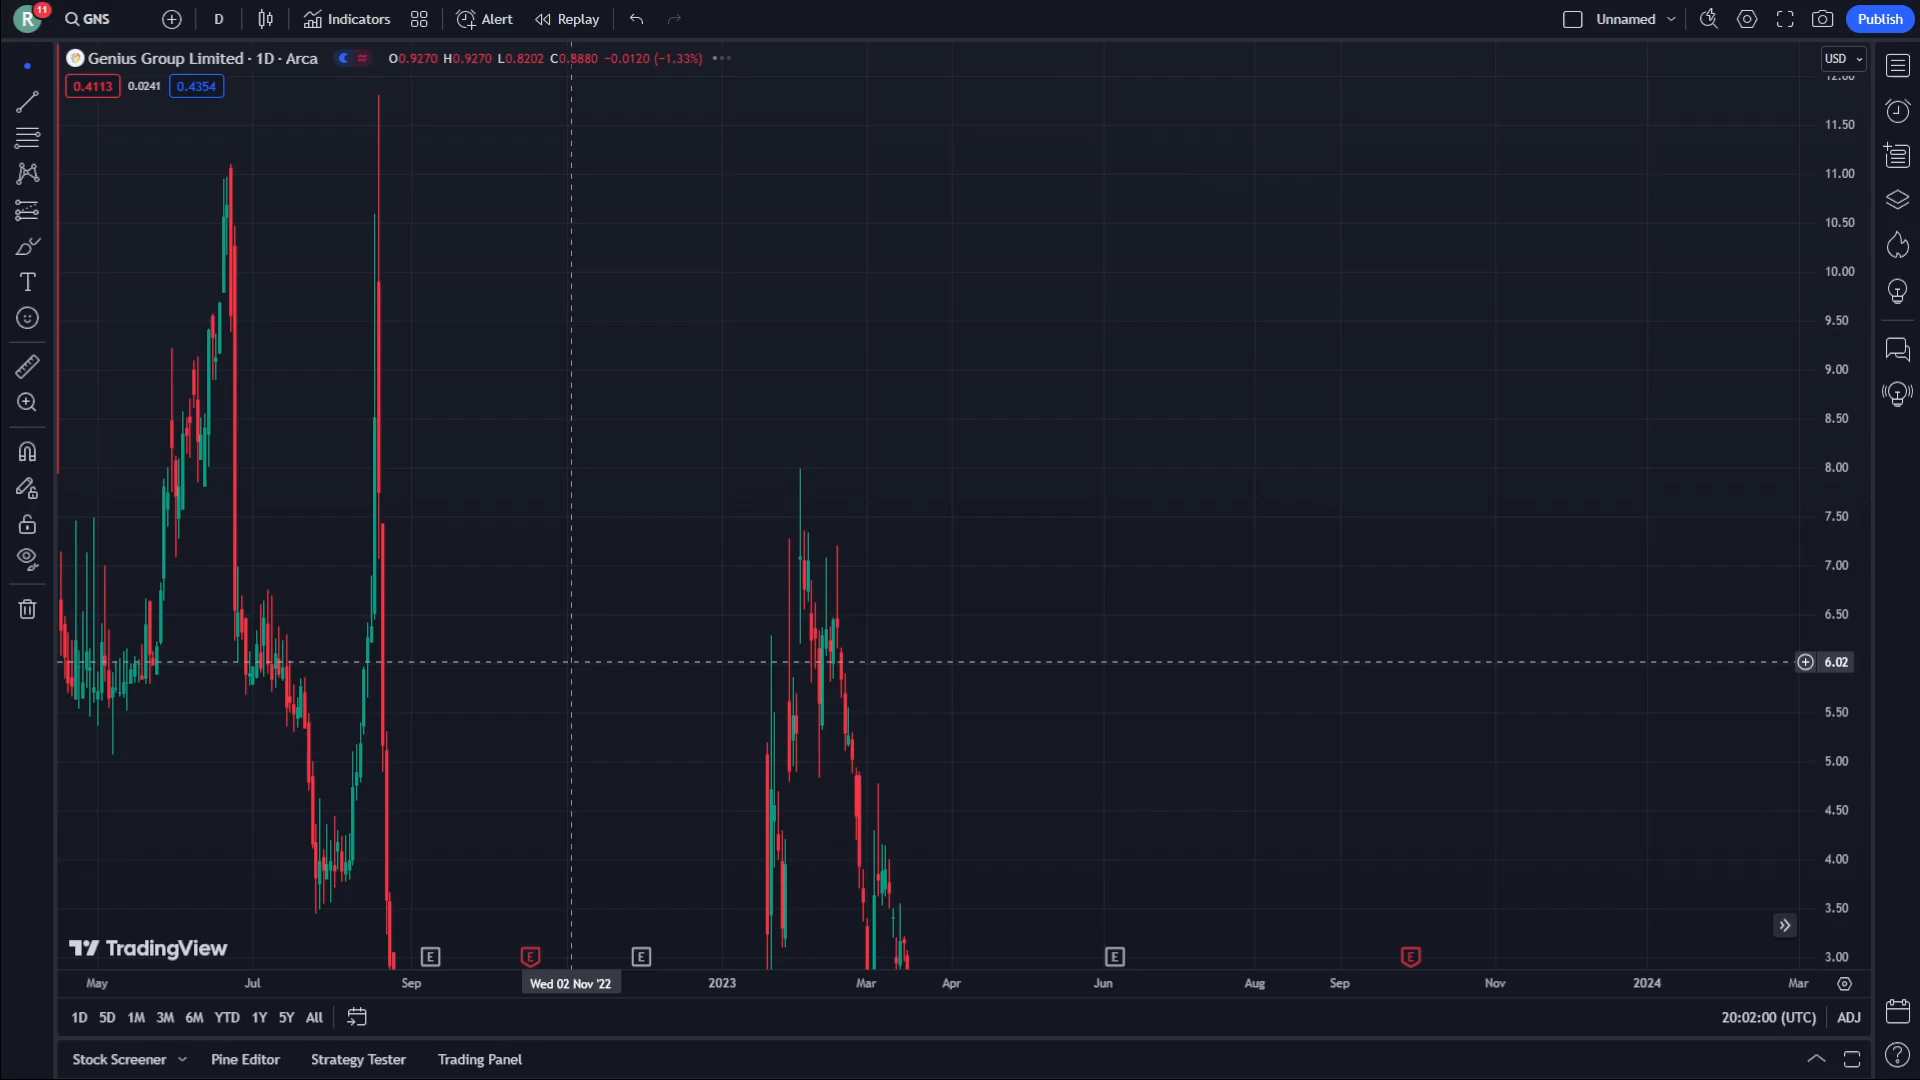 R 11 GNS D Indicators Alert Replay Unnamed Publish
Genius Group Limited · 1D · Arca O0.9270 H0.9270 L0.8202 C0.8880 −0.0120 (−1.33%) USD
0.4113 0.0241 0.4354
12.00
11.50
11.00
10.50
10.00
9.50
9.00
8.50
8.00
7.50
7.00
6.50
6.02
5.50
5.00
4.50
4.00
3.50
3.00
TradingView
E E E E E
May Jul Sep Wed 02 Nov '22 2023 Mar Apr Jun Aug Sep Nov 2024 Mar
1D 5D 1M 3M 6M YTD 1Y 5Y All 20:02:00 (UTC) ADJ
Stock Screener Pine Editor Strategy Tester Trading Panel